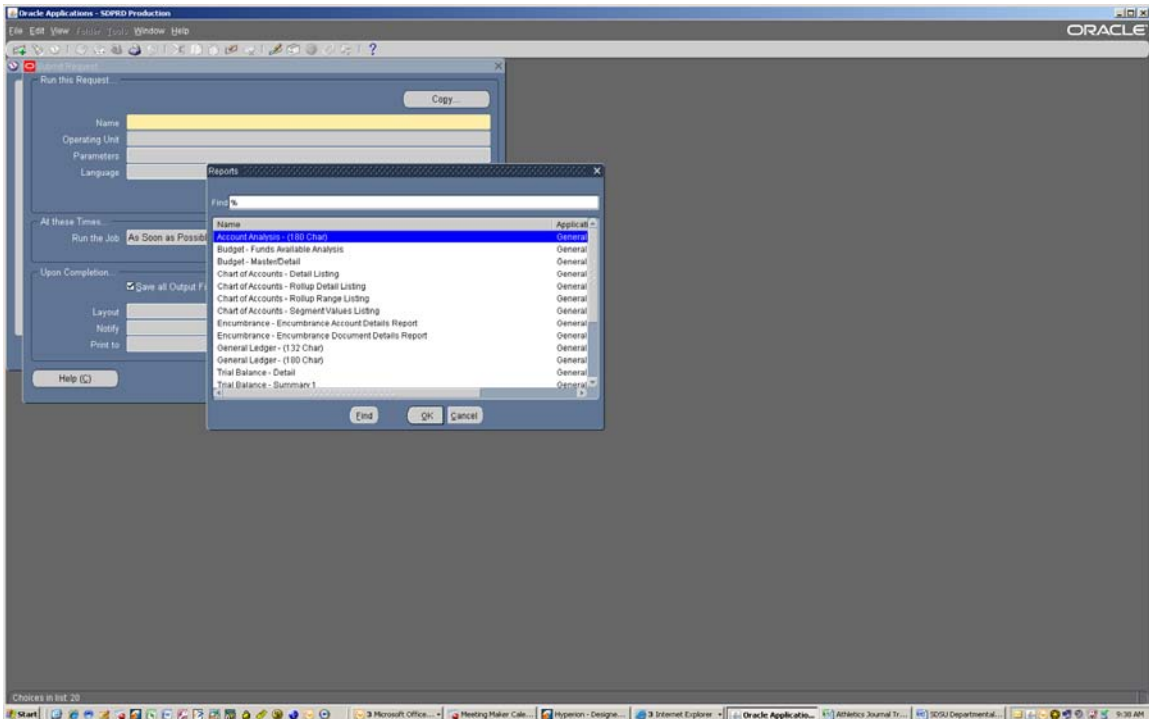 Oracle Applications - SDPRD Production
File Edit View Folder Tools Window Help
ORACLE
Submit Request
Run this Request...
Copy...
Name
Operating Unit
Parameters
Language
At these Times...
Run the Job As Soon as Possibl
Upon Completion...
Save all Output Fi
Layout
Notify
Print to
Help (C)
Reports
Find %
Name Applicati
Account Analysis - (180 Char) General
Budget - Funds Available Analysis General
Budget - Master/Detail General
Chart of Accounts - Detail Listing General
Chart of Accounts - Rollup Detail Listing General
Chart of Accounts - Rollup Range Listing General
Chart of Accounts - Segment Values Listing General
Encumbrance - Encumbrance Account Details Report General
Encumbrance - Encumbrance Document Details Report General
General Ledger - (132 Char) General
General Ledger - (180 Char) General
Trial Balance - Detail General
Trial Balance - Summary 1 General
Find OK Cancel
Choices in list: 20
Start 3 Microsoft Office... Meeting Maker Cale... Hyperion - Designe... 3 Internet Explorer Oracle Applicatio... Athletics Journal Tr... SDSU Departmental... 9:38 AM